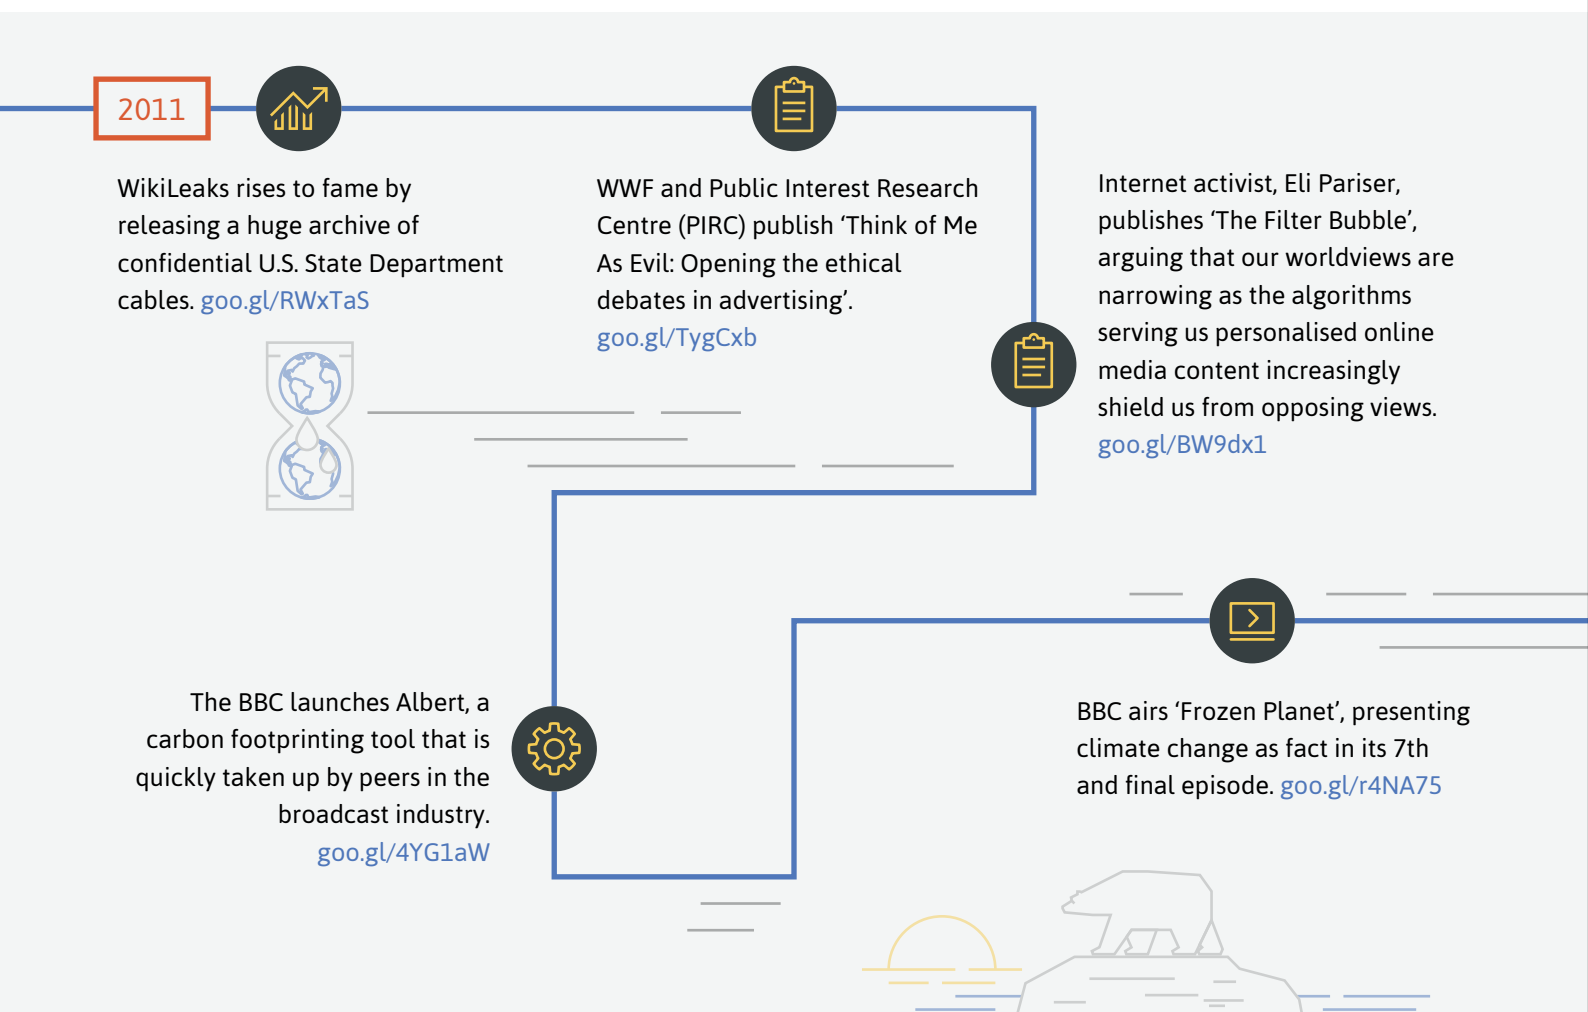 2011
WikiLeaks rises to fame by
releasing a huge archive of
confidential U.S. State Department
cables. goo.gl/RWxTaS
WWF and Public Interest Research
Centre (PIRC) publish ‘Think of Me
As Evil: Opening the ethical
debates in advertising’.
goo.gl/TygCxb
Internet activist, Eli Pariser,
publishes ‘The Filter Bubble’,
arguing that our worldviews are
narrowing as the algorithms
serving us personalised online
media content increasingly
shield us from opposing views.
goo.gl/BW9dx1
The BBC launches Albert, a
carbon footprinting tool that is
quickly taken up by peers in the
broadcast industry.
goo.gl/4YG1aW
BBC airs ‘Frozen Planet’, presenting
climate change as fact in its 7th
and final episode. goo.gl/r4NA75